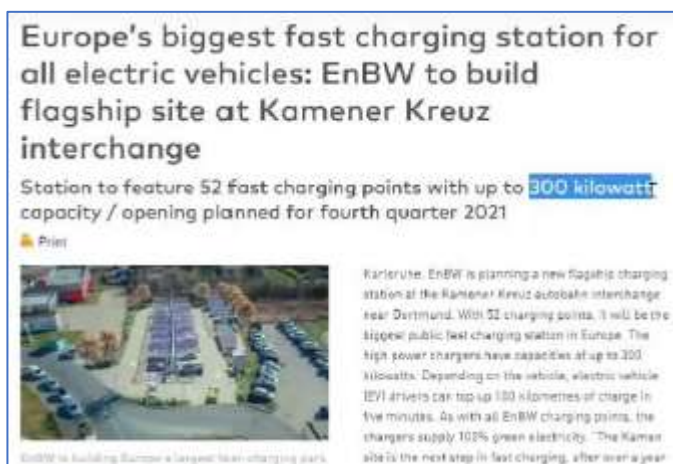 Europe's biggest fast charging station for
all electric vehicles: EnBW to build
flagship site at Kamener Kreuz
interchange
Station to feature 52 fast charging points with up to 300 kilowatt
capacity / opening planned for fourth quarter 2021
Print
Karlsruhe. EnBW is planning a new flagship charging
station at the Kamener Kreuz autobahn interchange
near Dortmund. With 52 charging points, it will be the
biggest public fast charging station in Europe. The
high power chargers have capacities of up to 300
kilowatts. Depending on the vehicle, electric vehicle
(EV) drivers can top up 100 kilometres of charge in
five minutes. As with all EnBW charging points, the
chargers supply 100% green electricity. "The Kamen
site is the next step in fast charging, after over a year
EnBW is building Europe's largest fast-charging park